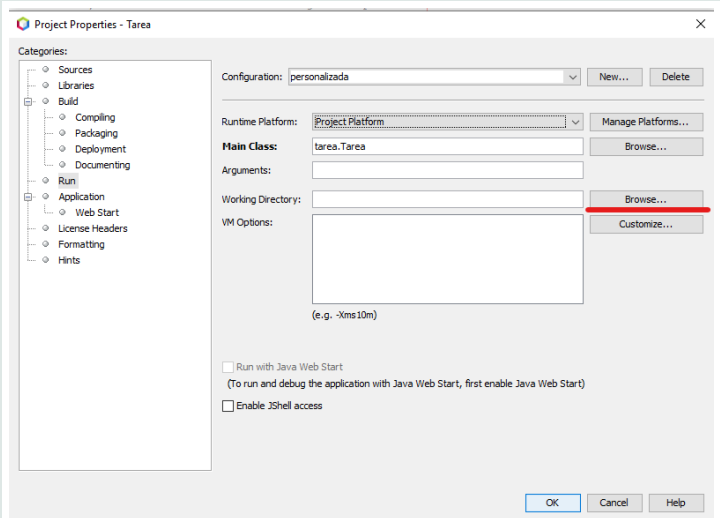 Project Properties - Tarea
Categories:
Sources
Libraries
Build
Compiling
Packaging
Deployment
Documenting
Run
Application
Web Start
License Headers
Formatting
Hints
Configuration: personalizada New... Delete
Runtime Platform: Project Platform Manage Platforms...
Main Class: tarea.Tarea Browse...
Arguments:
Working Directory: Browse...
VM Options: Customize...
(e.g. -Xms10m)
Run with Java Web Start
(To run and debug the application with Java Web Start, first enable Java Web Start)
Enable JShell access
OK Cancel Help